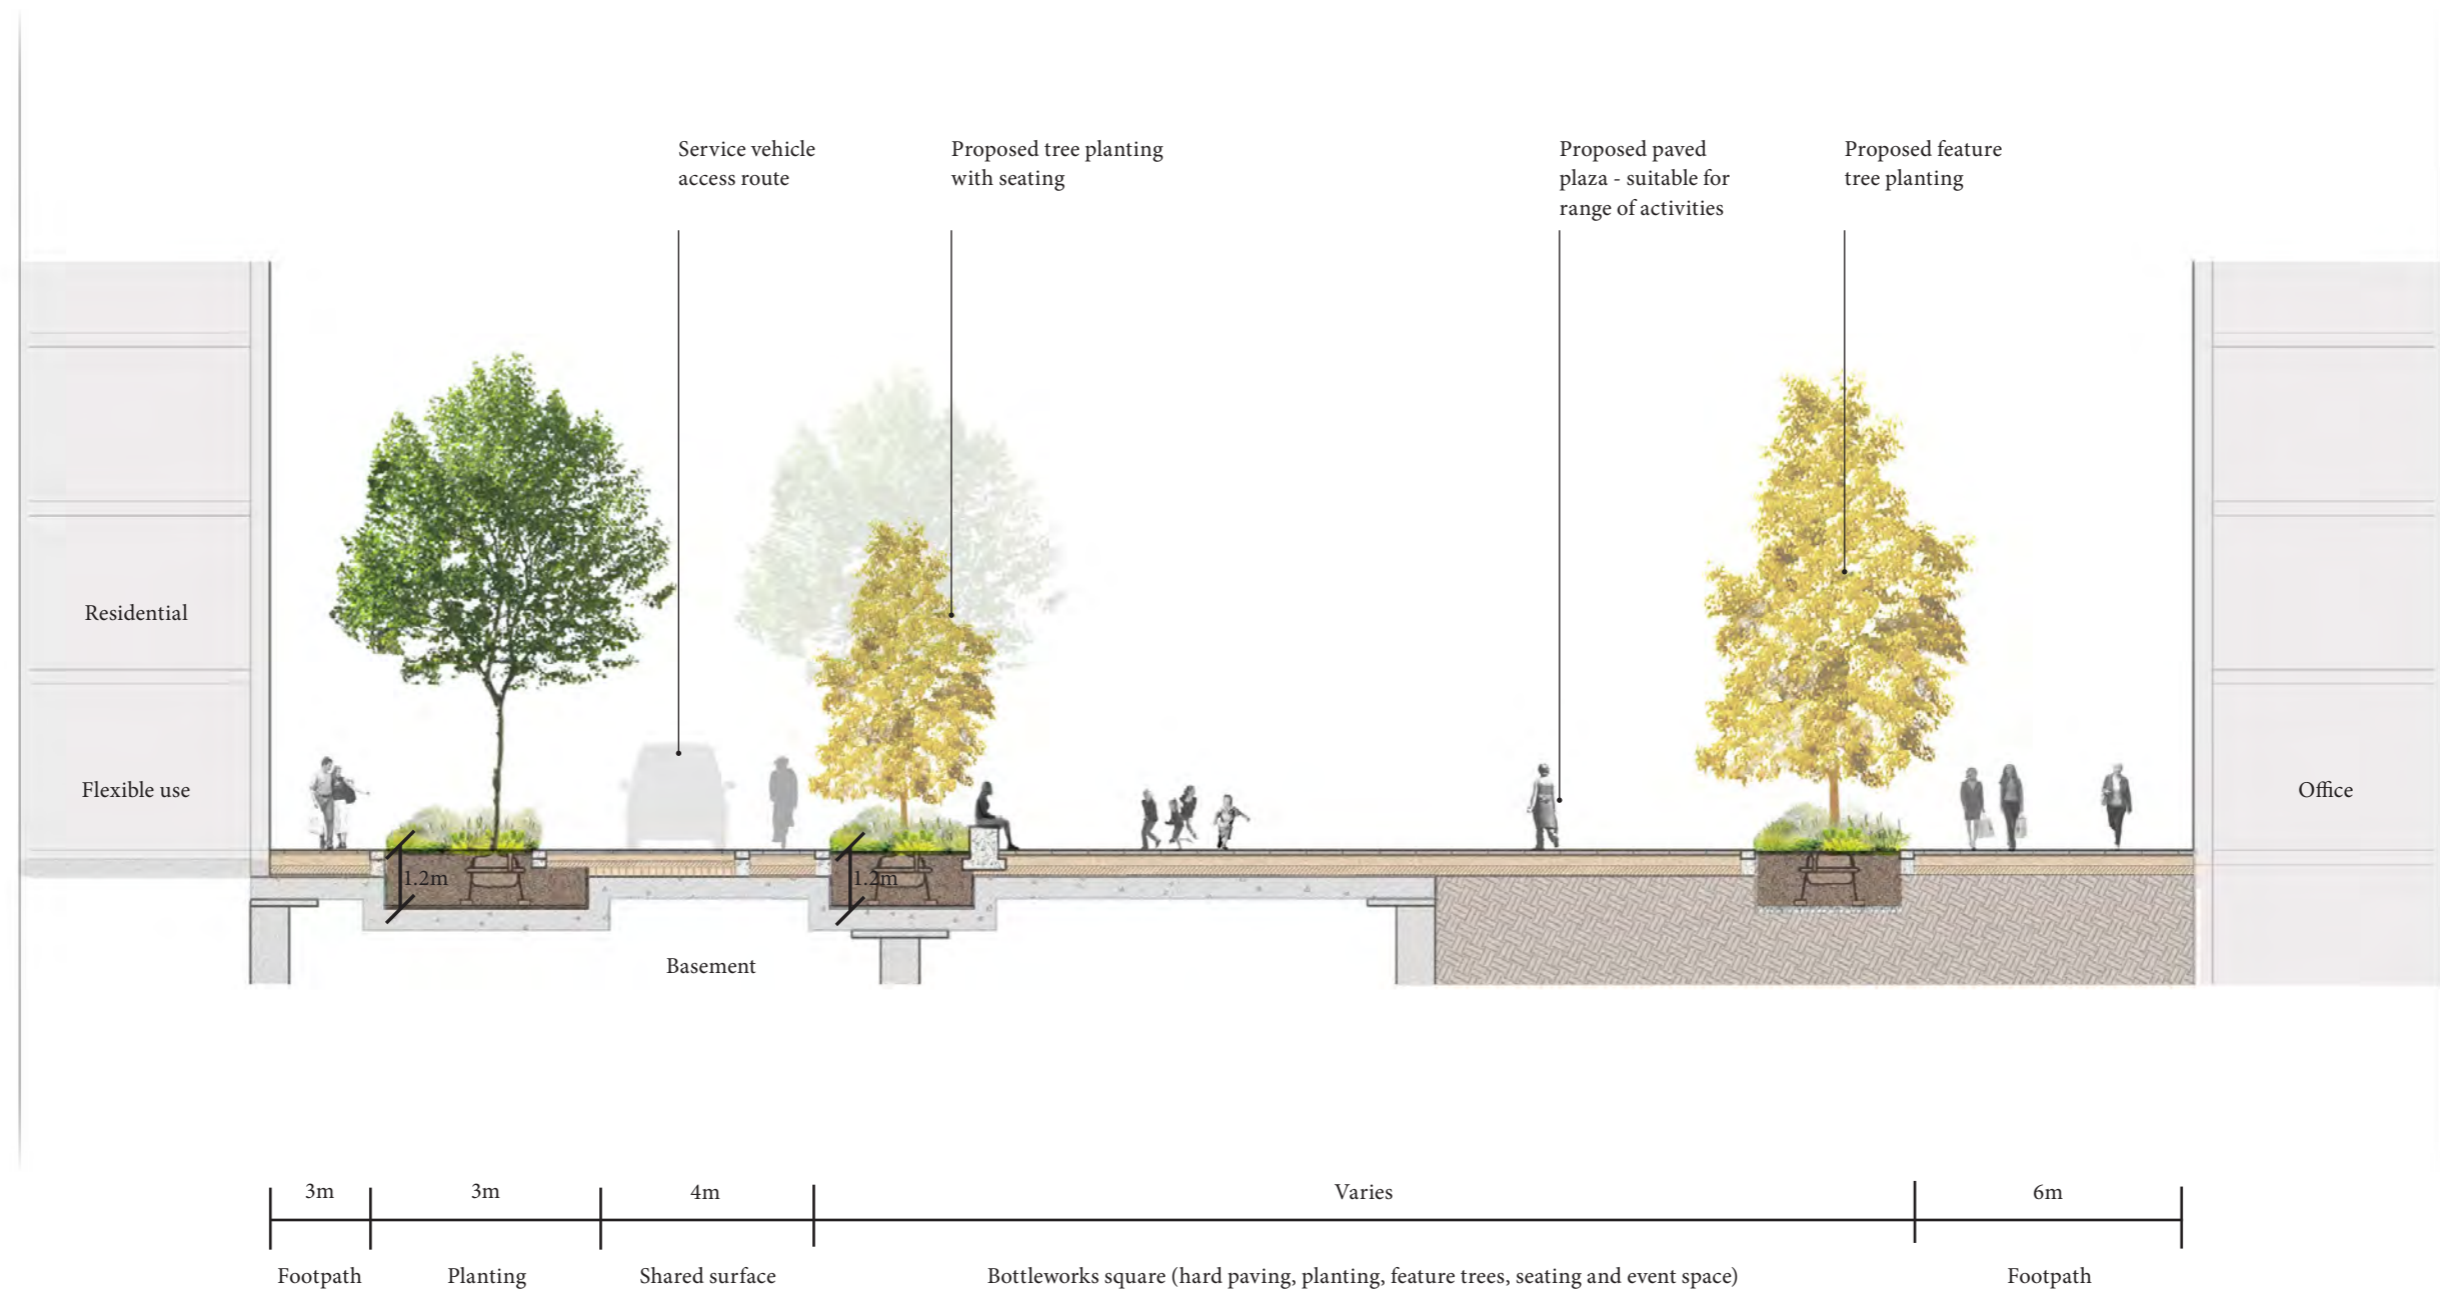 Service vehicle
access route
Proposed tree planting
with seating
Proposed paved
plaza - suitable for
range of activities
Proposed feature
tree planting
Residential
Flexible use
Office
1.2m
1.2m
Basement
3m
3m
4m
Varies
6m
Footpath
Planting
Shared surface
Bottleworks square (hard paving, planting, feature trees, seating and event space)
Footpath